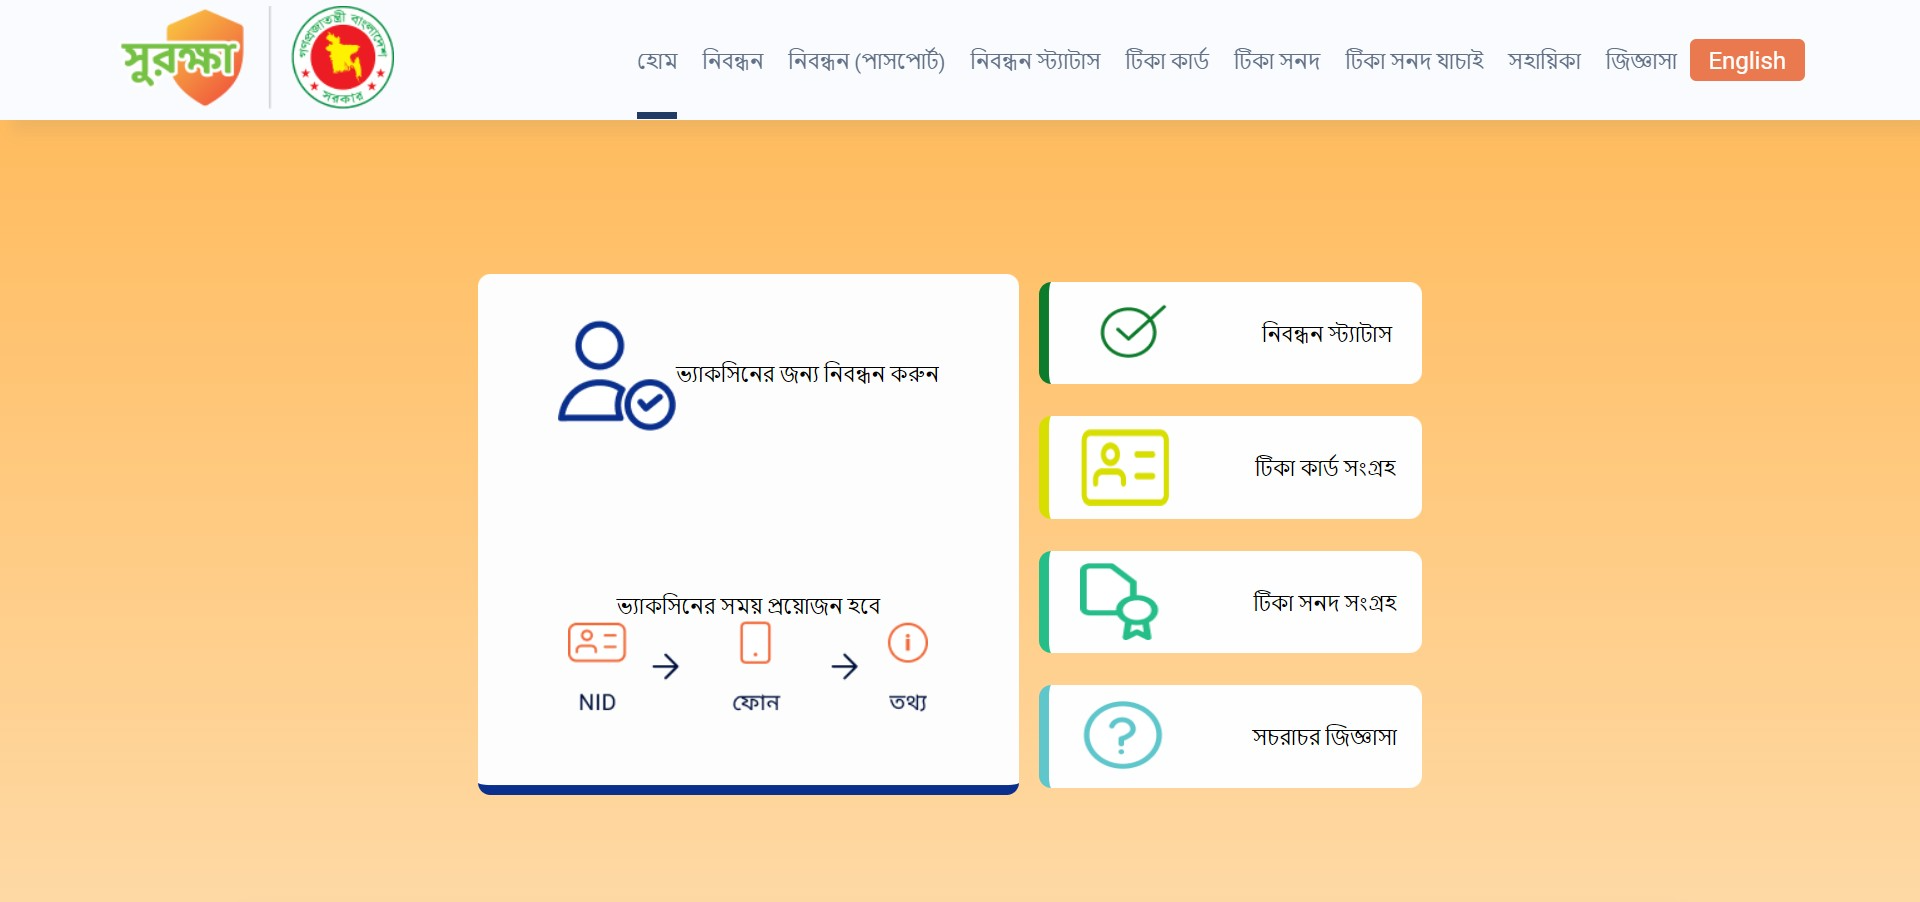 সুরক্ষা
গণপ্রজাতন্ত্রী বাংলাদেশ
সরকার
হোম
নিবন্ধন
নিবন্ধন (পাসপোর্ট)
নিবন্ধন স্ট্যাটাস
টিকা কার্ড
টিকা সনদ
টিকা সনদ যাচাই
সহায়িকা
জিজ্ঞাসা
English
ভ্যাকসিনের জন্য নিবন্ধন করুন
ভ্যাকসিনের সময় প্রয়োজন হবে
NID
ফোন
তথ্য
নিবন্ধন স্ট্যাটাস
টিকা কার্ড সংগ্রহ
টিকা সনদ সংগ্রহ
সচরাচর জিজ্ঞাসা